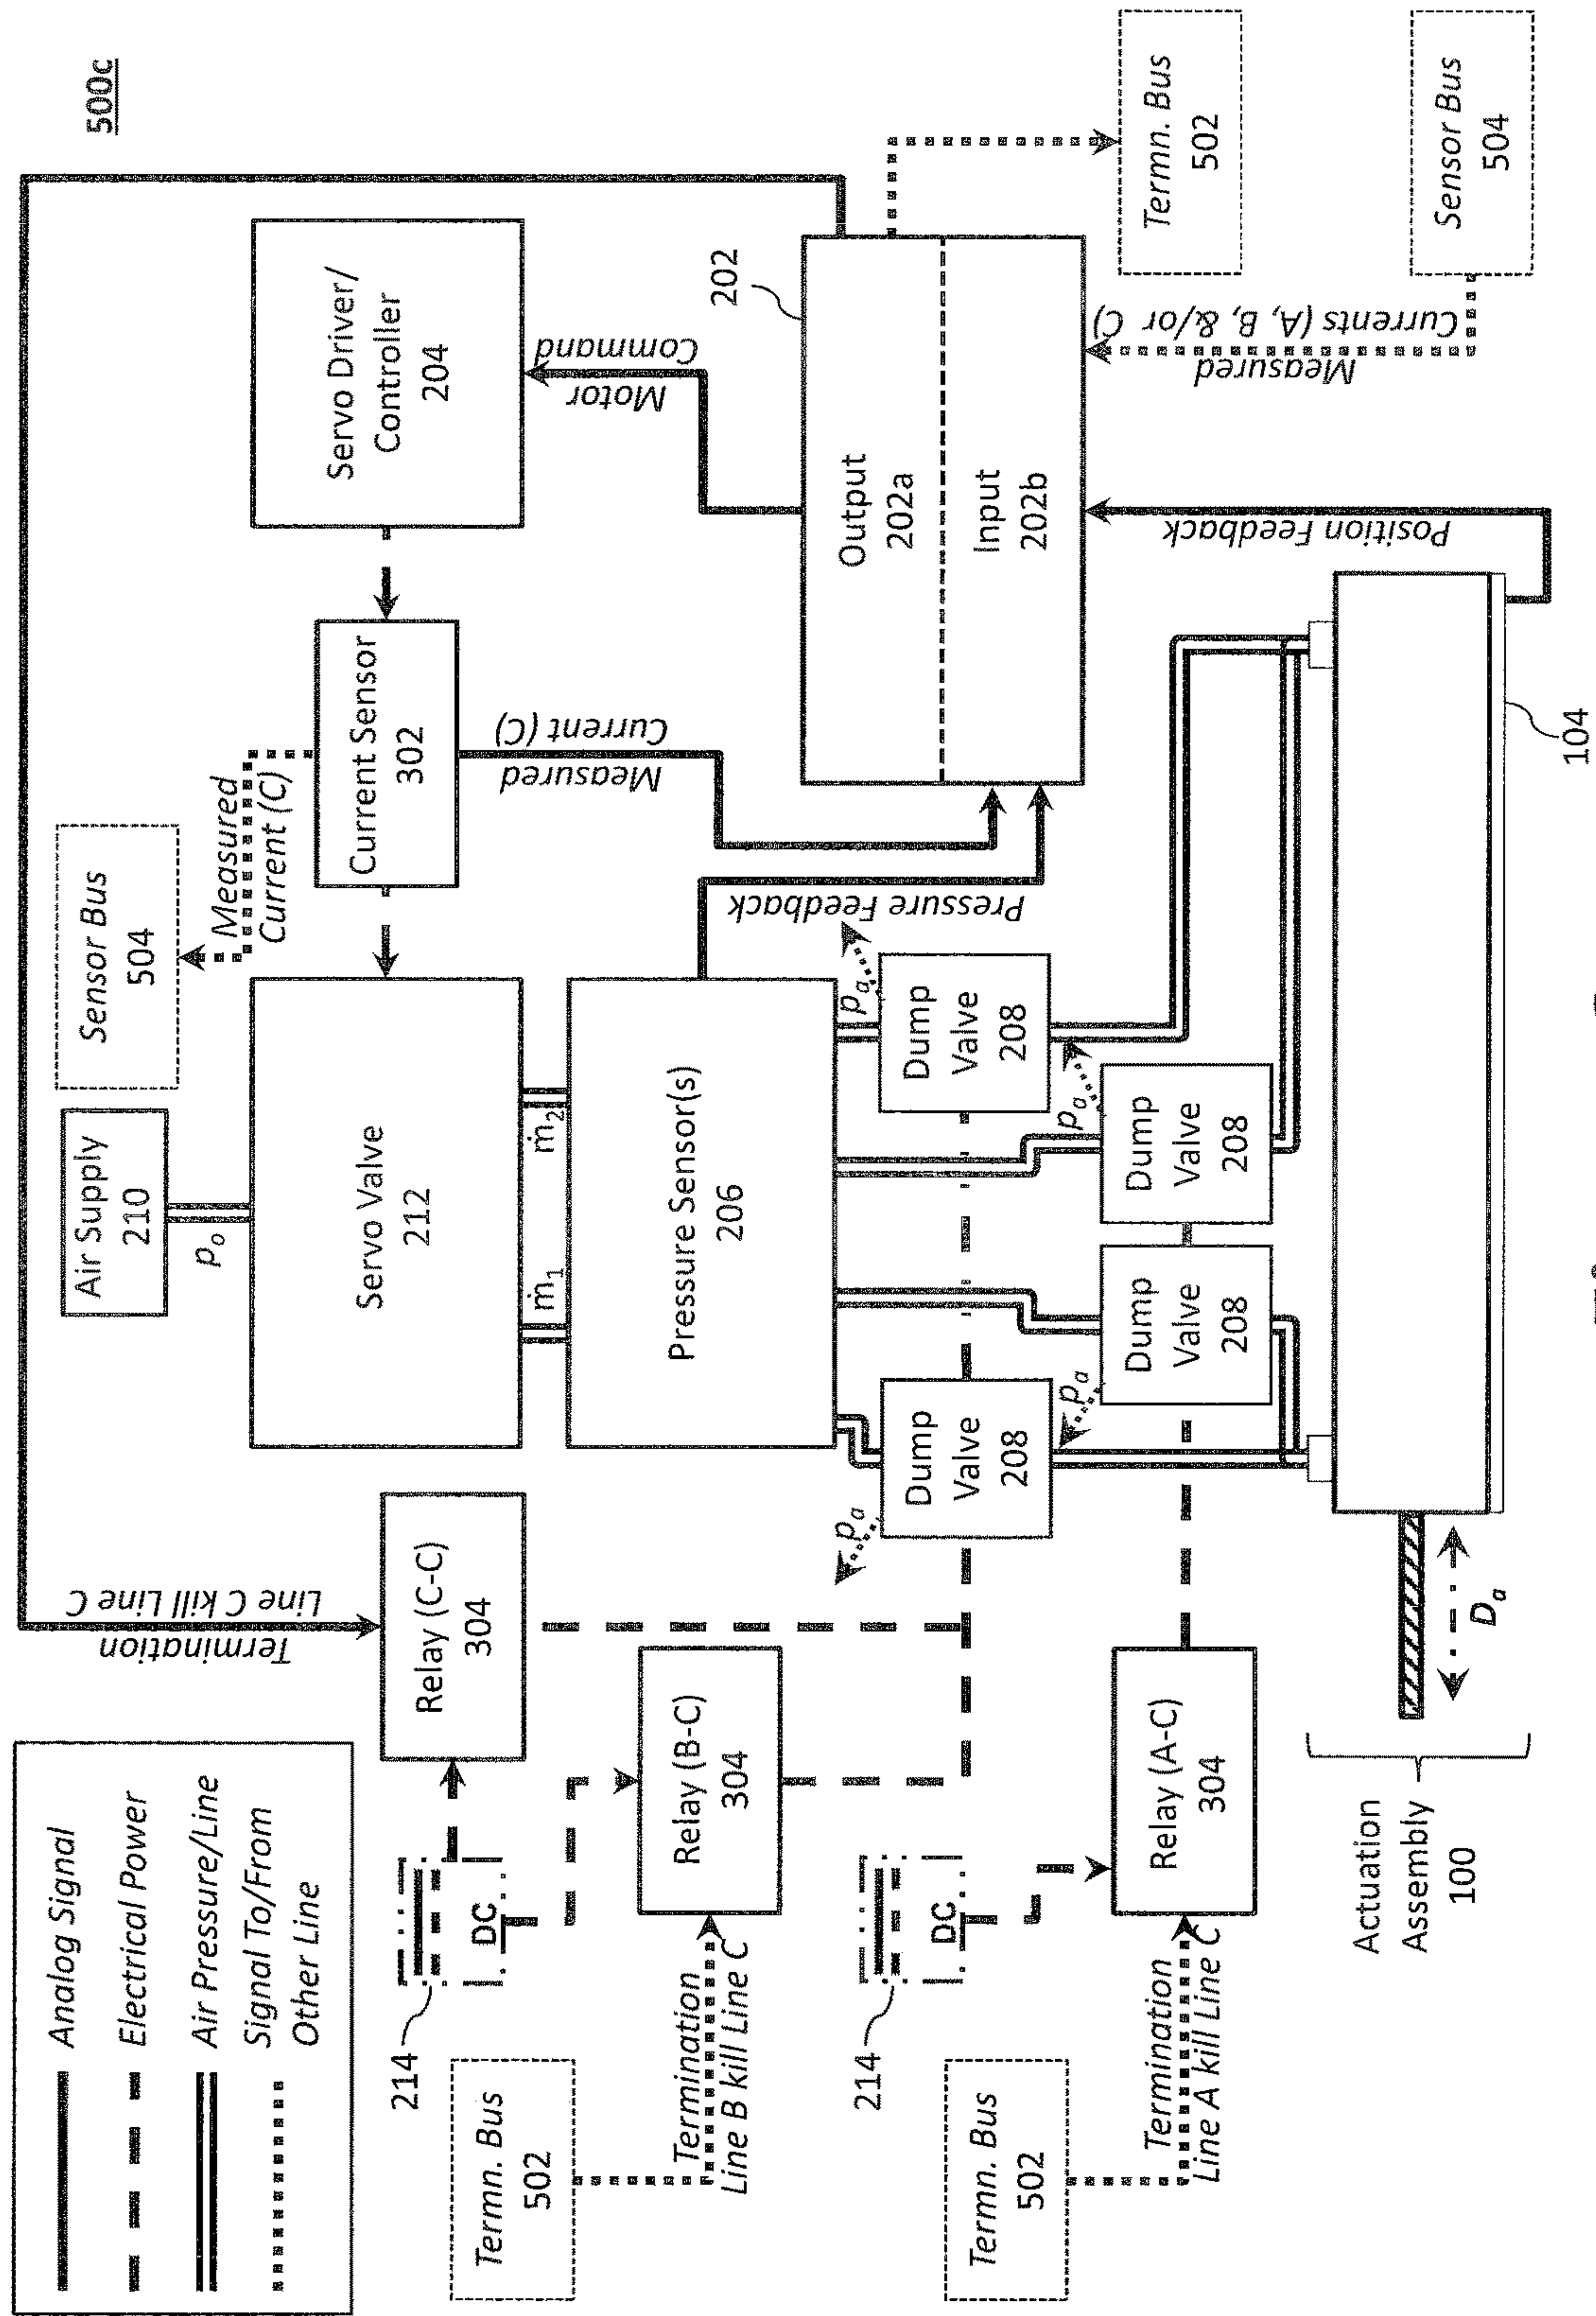 500c
Analog Signal
Electrical Power
Air Pressure/Line
Signal To/From
Other Line
Termination
Line C kill Line C
Air Supply
210
p₀
Sensor Bus
504
Measured
Current (C)
Servo Valve
212
Current Sensor
302
Servo Driver/
Controller
204
214
DC
Relay (C-C)
304
ṁ₁
ṁ₂
Pressure Sensor(s)
206
Measured
Current (C)
Motor
Command
Termn. Bus
502
Termination
Line B kill Line C
Relay (B-C)
304
Pressure Feedback
202
Output
202a
Input
202b
pₐ
Dump
Valve
208
pₐ
Dump
Valve
208
214
DC
pₐ
Dump
Valve
208
pₐ
Dump
Valve
208
Measured
Currents (A, B, &/or C)
Termn. Bus
502
Termn. Bus
502
Termination
Line A kill Line C
Relay (A-C)
304
Position Feedback
Sensor Bus
504
Actuation
Assembly
100
Dₐ
104